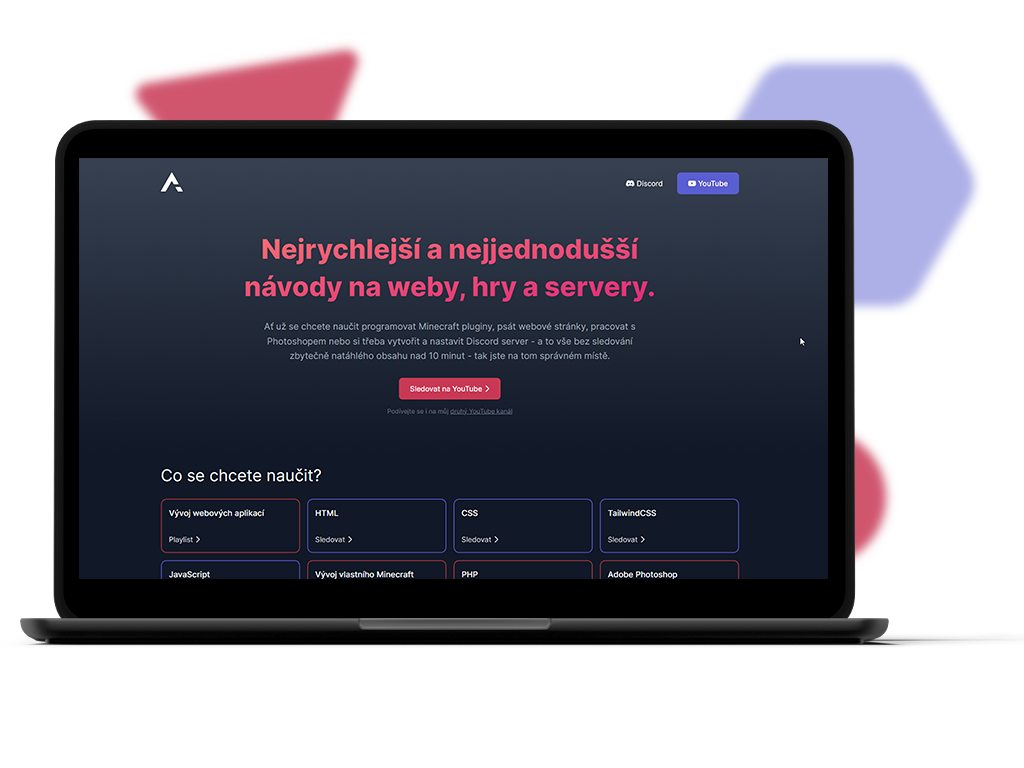 Discord
YouTube
Nejrychlejší a nejjednodušší
návody na weby, hry a servery.
Ať už se chcete naučit programovat Minecraft pluginy, psát webové stránky, pracovat s
Photoshopem nebo si třeba vytvořit a nastavit Discord server - a to vše bez sledování
zbytečně natáhlého obsahu nad 10 minut - tak jste na tom správném místě.
Sledovat na YouTube
Podívejte se i na můj druhý YouTube kanál
Co se chcete naučit?
Vývoj webových aplikací
HTML
CSS
TailwindCSS
Playlist
Sledovat
Sledovat
Sledovat
JavaScript
Vývoj vlastního Minecraft
PHP
Adobe Photoshop